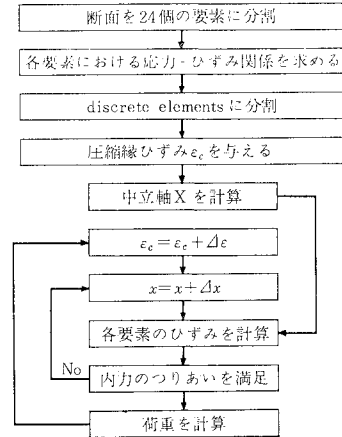 断面を24個の要素に分割
各要素における応力-ひずみ関係を求める
discrete elementsに分割
圧縮縁ひずみεcを与える
中立軸Xを計算
εc=εc+Δε
x=x+Δx
各要素のひずみを計算
No
内力のつりあいを満足
荷重を計算